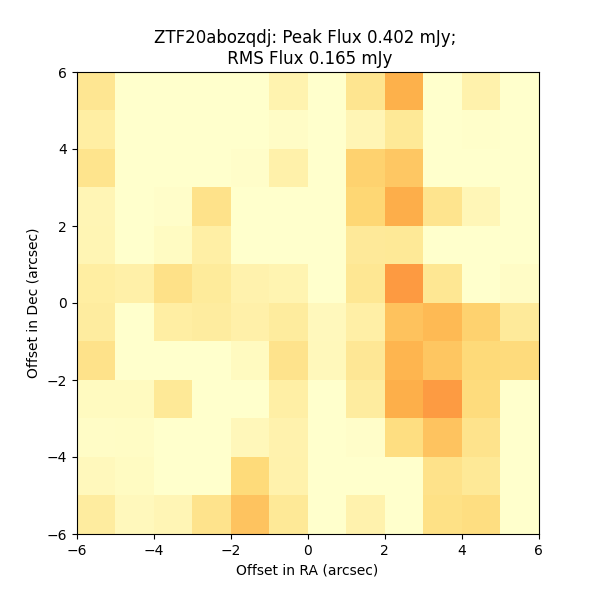 ZTF20abozqdj: Peak Flux 0.402 mJy;
RMS Flux 0.165 mJy
6
4
2
0
−2
−4
−6
Offset in Dec (arcsec)
−6 −4 −2 0 2 4 6
Offset in RA (arcsec)